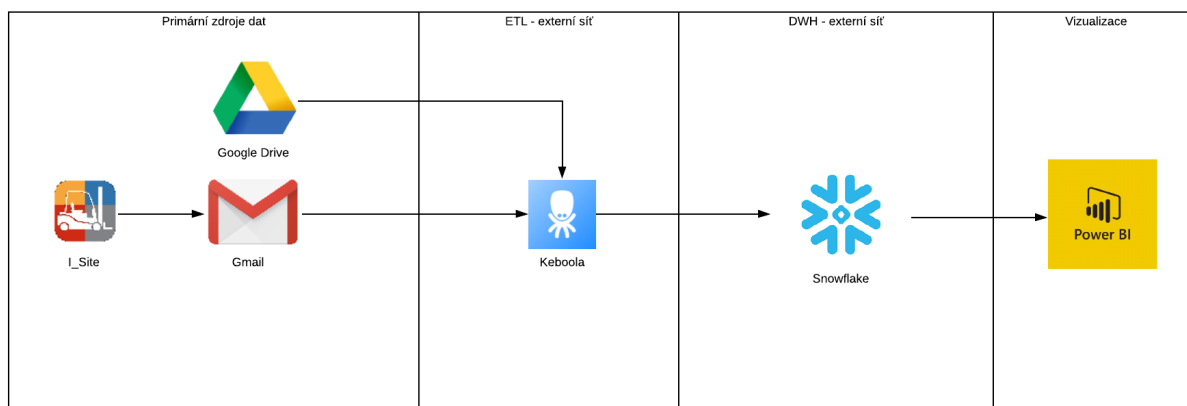 Primární zdroje dat
ETL - externí síť
DWH - externí síť
Vizualizace
Google Drive
I_Site
Gmail
Keboola
Snowflake
Power BI